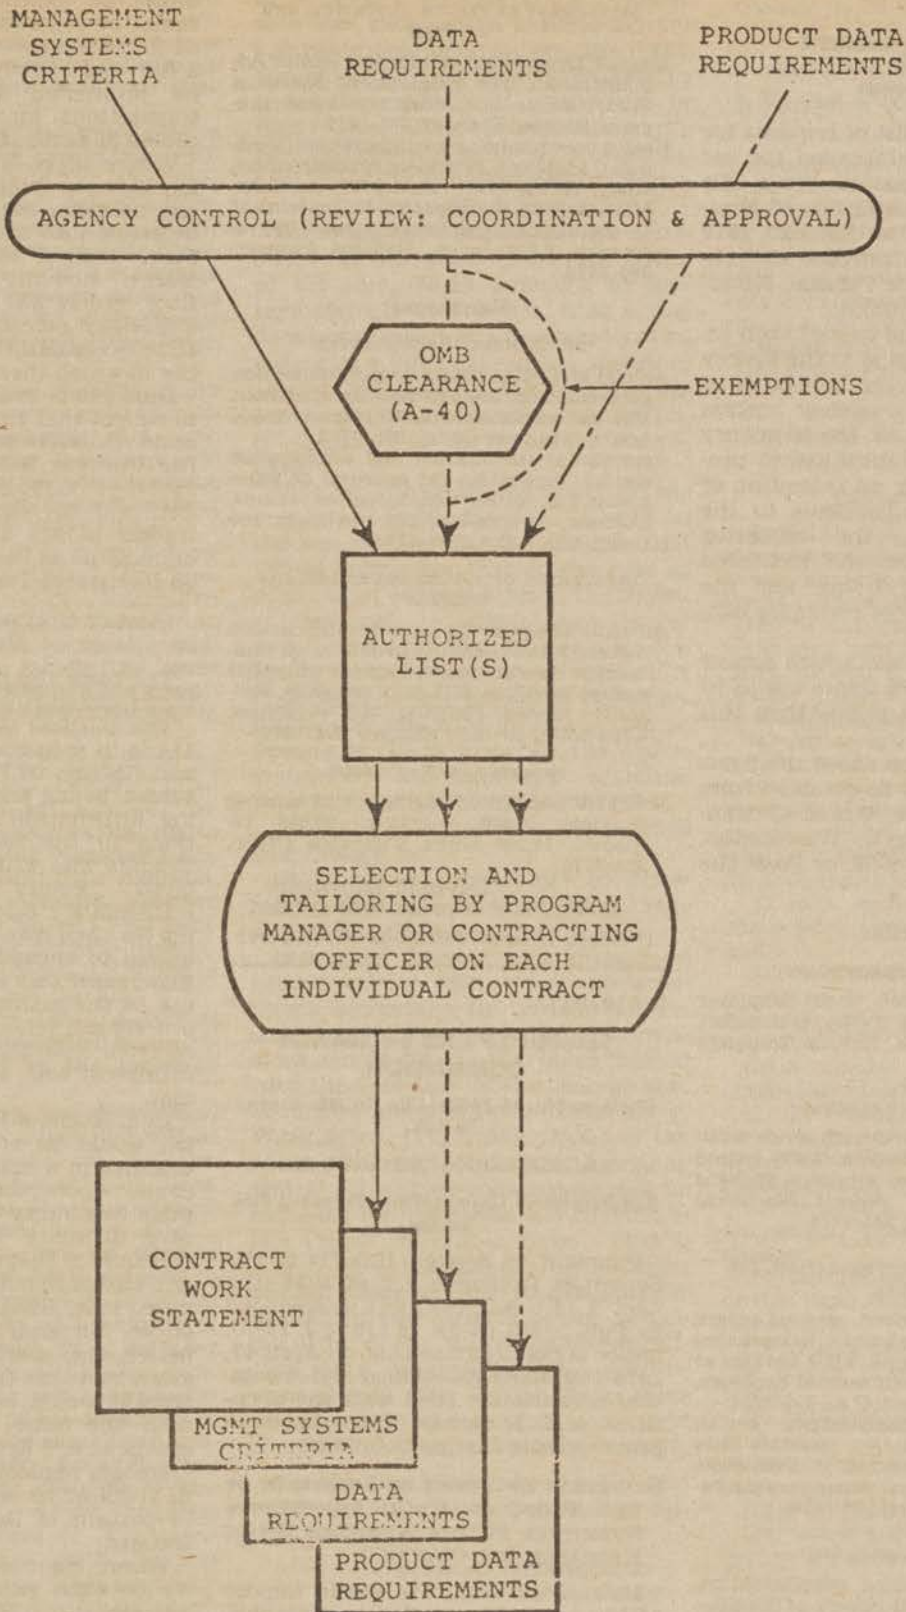 MANAGEMENT
SYSTEMS
CRITERIA
DATA
REQUIREMENTS
PRODUCT DATA
REQUIREMENTS
AGENCY CONTROL (REVIEW: COORDINATION & APPROVAL)
OMB
CLEARANCE
(A-40)
EXEMPTIONS
AUTHORIZED
LIST(S)
SELECTION AND
TAILORING BY PROGRAM
MANAGER OR CONTRACTING
OFFICER ON EACH
INDIVIDUAL CONTRACT
CONTRACT
WORK
STATEMENT
MGMT SYSTEMS
CRITERIA
DATA
REQUIREMENTS
PRODUCT DATA
REQUIREMENTS